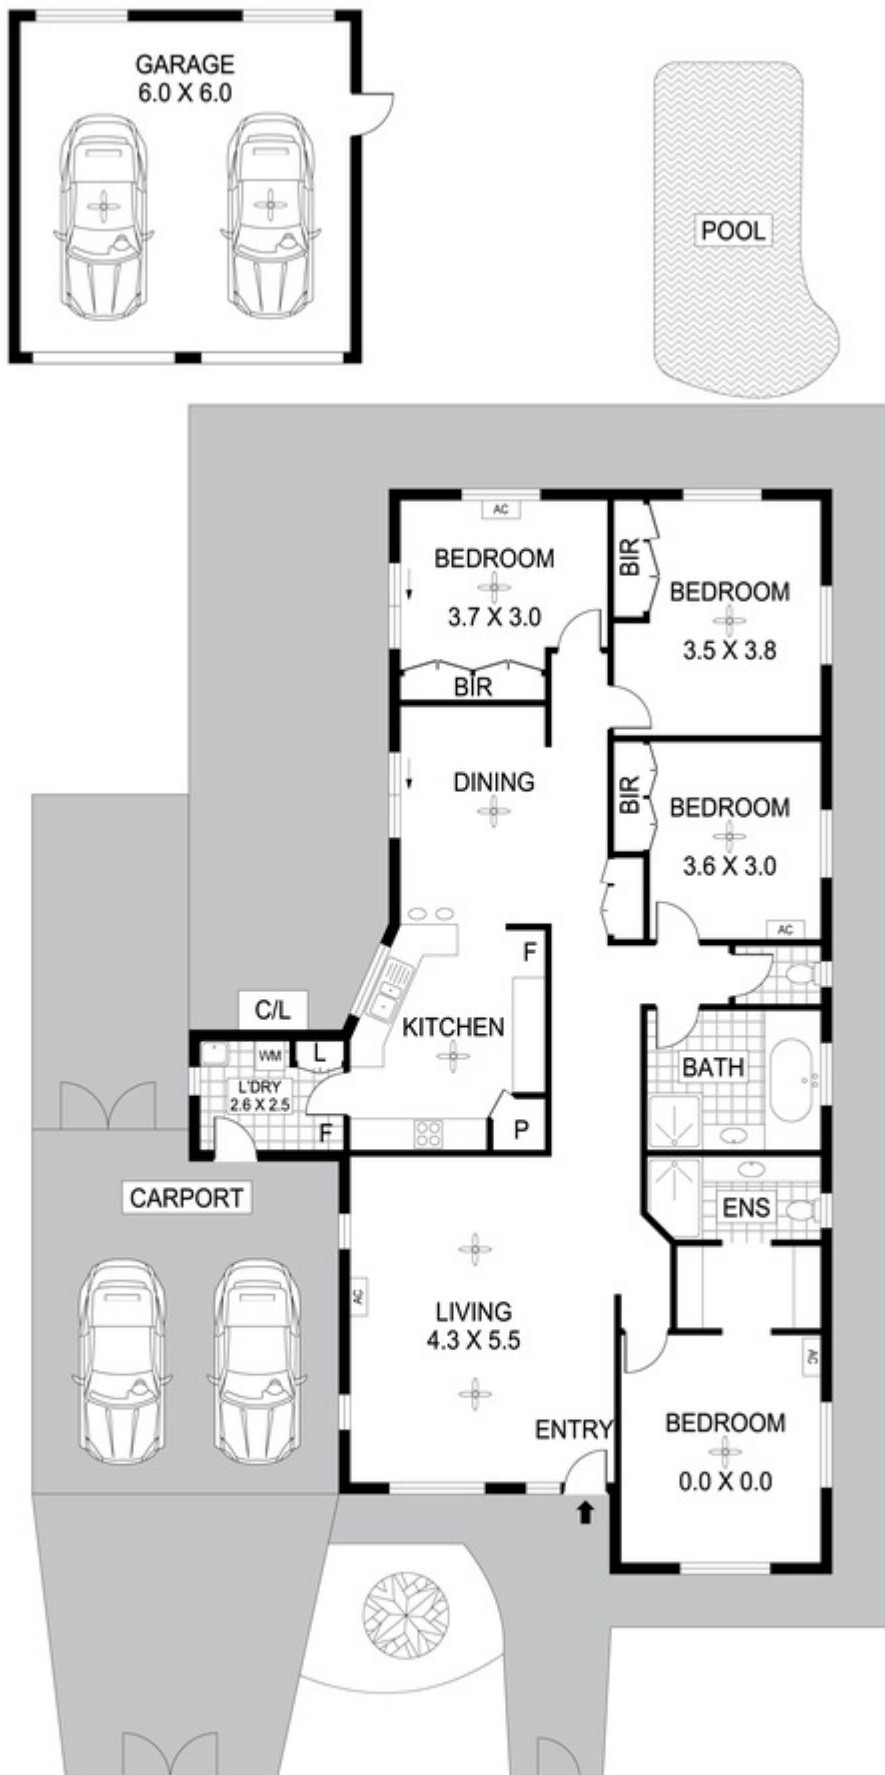 GARAGE
6.0 X 6.0
POOL
AC
BEDROOM
3.7 X 3.0
BIR
BIR
BEDROOM
3.5 X 3.8
DINING
BIR
BEDROOM
3.6 X 3.0
AC
F
C/L
KITCHEN
WM
L
L'DRY
2.6 X 2.5
F
P
BATH
CARPORT
ENS
AC
LIVING
4.3 X 5.5
AC
ENTRY
BEDROOM
0.0 X 0.0